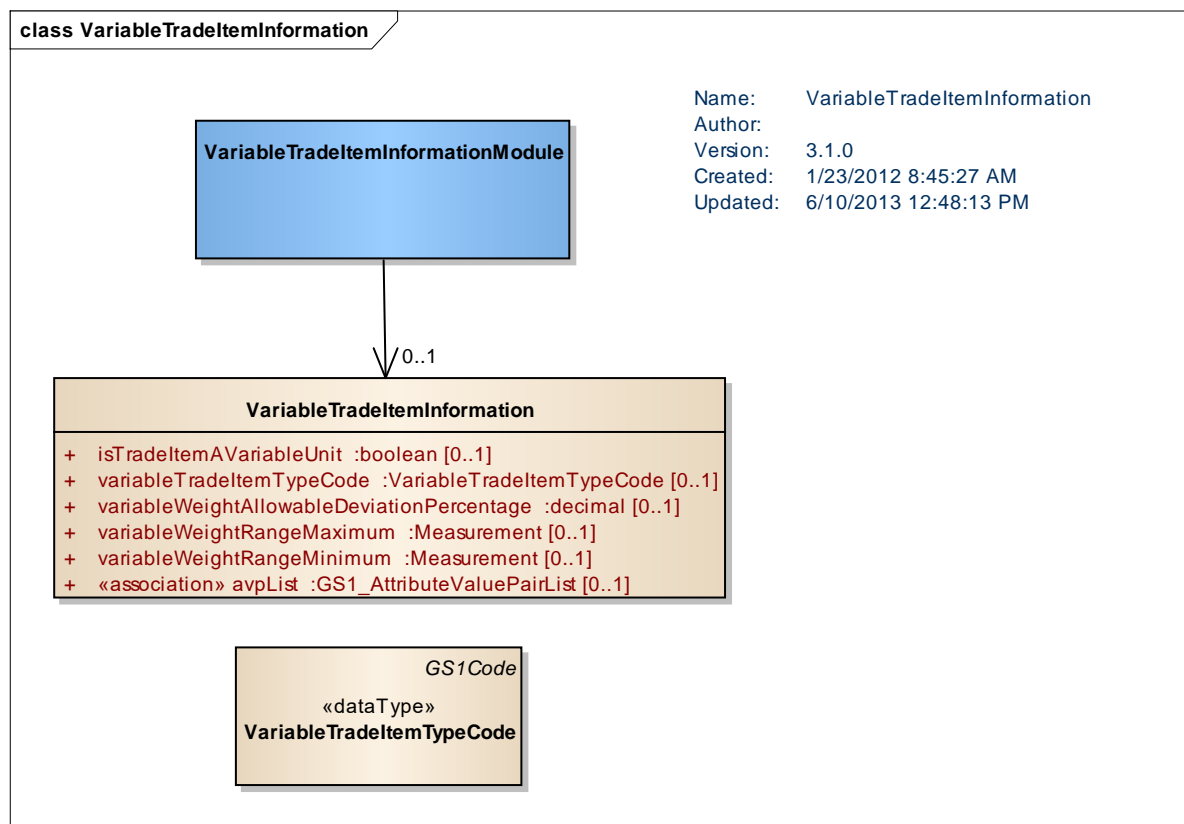 class VariableTradeItemInformation
Name: VariableTradeItemInformation
Author:
Version: 3.1.0
Created: 1/23/2012 8:45:27 AM
Updated: 6/10/2013 12:48:13 PM
VariableTradeItemInformationModule
0..1
VariableTradeItemInformation
+ isTradeItemAVariableUnit :boolean [0..1]
+ variableTradeItemTypeCode :VariableTradeItemTypeCode [0..1]
+ variableWeightAllowableDeviationPercentage :decimal [0..1]
+ variableWeightRangeMaximum :Measurement [0..1]
+ variableWeightRangeMinimum :Measurement [0..1]
+ «association» avpList :GS1_AttributeValuePairList [0..1]
GS1Code
«dataType»
VariableTradeItemTypeCode